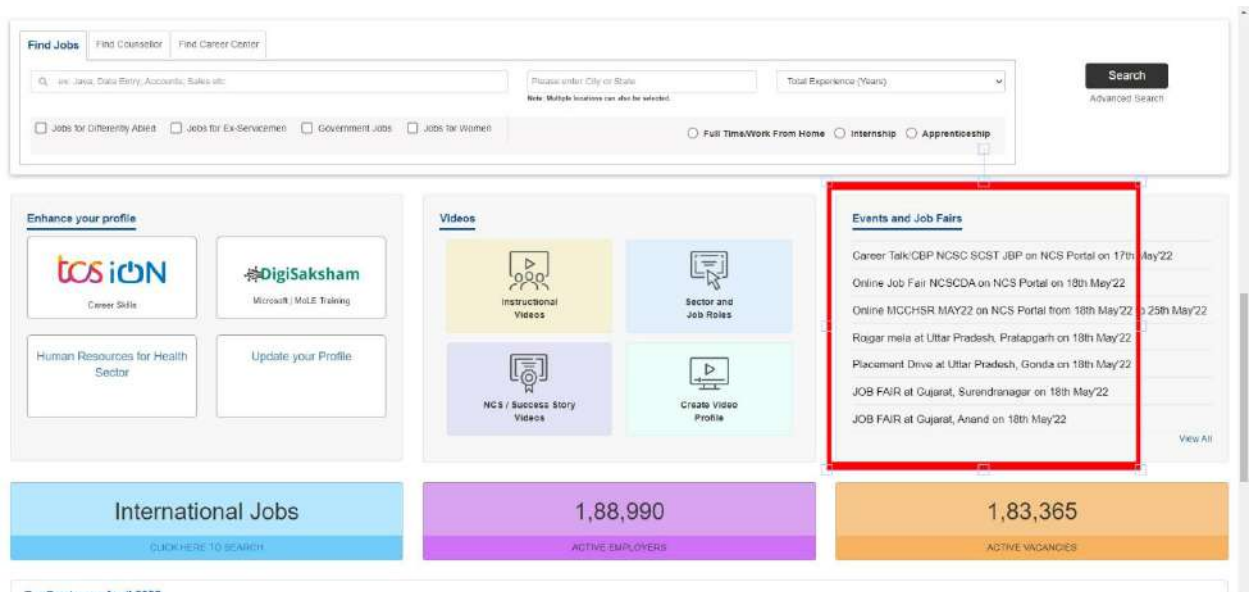 Find Jobs
Find Counsellor
Find Career Center
ex: Java, Data Entry, Accounts, Sales etc
Please enter City or State
Total Experience (Years)
Search
Note: Multiple locations can also be selected.
Advanced Search
Jobs for Differently Abled
Jobs for Ex-Servicemen
Government Jobs
Jobs for Women
Full Time/Work From Home
Internship
Apprenticeship
Enhance your profile
tcs iON
Career Skills
DigiSaksham
Microsoft | MoLE Training
Human Resources for Health
Sector
Update your Profile
Videos
Instructional
Videos
Sector and
Job Roles
NCS / Success Story
Videos
Create Video
Profile
Events and Job Fairs
Career Talk/CBP NCSC SCST JBP on NCS Portal on 17th May'22
Online Job Fair NCSCDA on NCS Portal on 18th May'22
Online MCCHSR MAY22 on NCS Portal from 18th May'22 o 25th May'22
Rojgar mela at Uttar Pradesh, Pratapgarh on 18th May'22
Placement Drive at Uttar Pradesh, Gonda on 18th May'22
JOB FAIR at Gujarat, Surendranagar on 18th May'22
JOB FAIR at Gujarat, Anand on 18th May'22
View All
International Jobs
CLICK HERE TO SEARCH
1,88,990
ACTIVE EMPLOYERS
1,83,365
ACTIVE VACANCIES